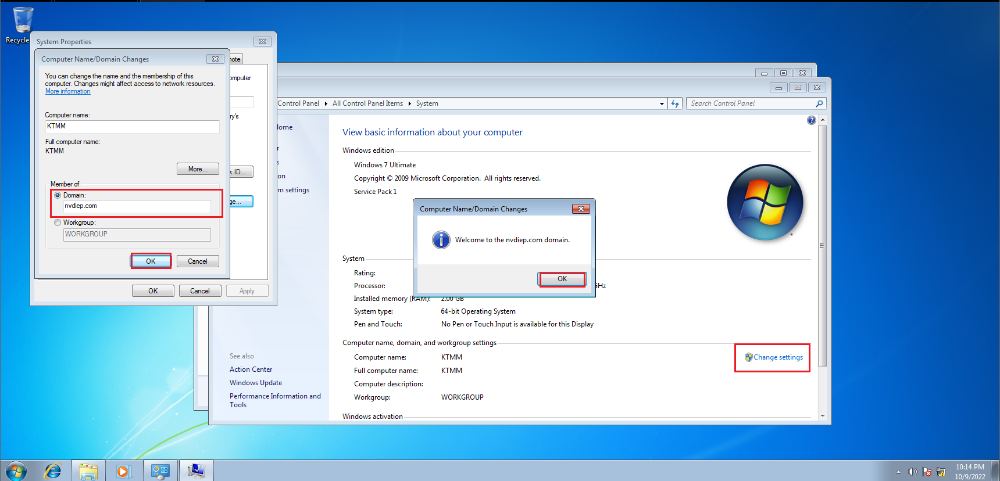 Recycle
System Properties
Computer Name/Domain Changes
You can change the name and the membership of this
computer. Changes might affect access to network resources.
More information
Computer name:
KTMM
Full computer name:
KTMM
More...
Member of
Domain:
nvdiep.com
Workgroup:
WORKGROUP
OK
Cancel
OK
Cancel
Apply
Control Panel
All Control Panel Items
System
Search Control Panel
m settings
See also
Action Center
Windows Update
Performance Information and
Tools
View basic information about your computer
Windows edition
Windows 7 Ultimate
Copyright © 2009 Microsoft Corporation. All rights reserved.
Service Pack 1
System
Rating:
Processor:
GHz
Installed memory (RAM):
2.00 GB
System type:
64-bit Operating System
Pen and Touch:
No Pen or Touch Input is available for this Display
Computer name, domain, and workgroup settings
Computer name:
KTMM
Change settings
Full computer name:
KTMM
Computer description:
Workgroup:
WORKGROUP
Windows activation
Computer Name/Domain Changes
Welcome to the nvdiep.com domain.
OK
10:14 PM
10/9/2022